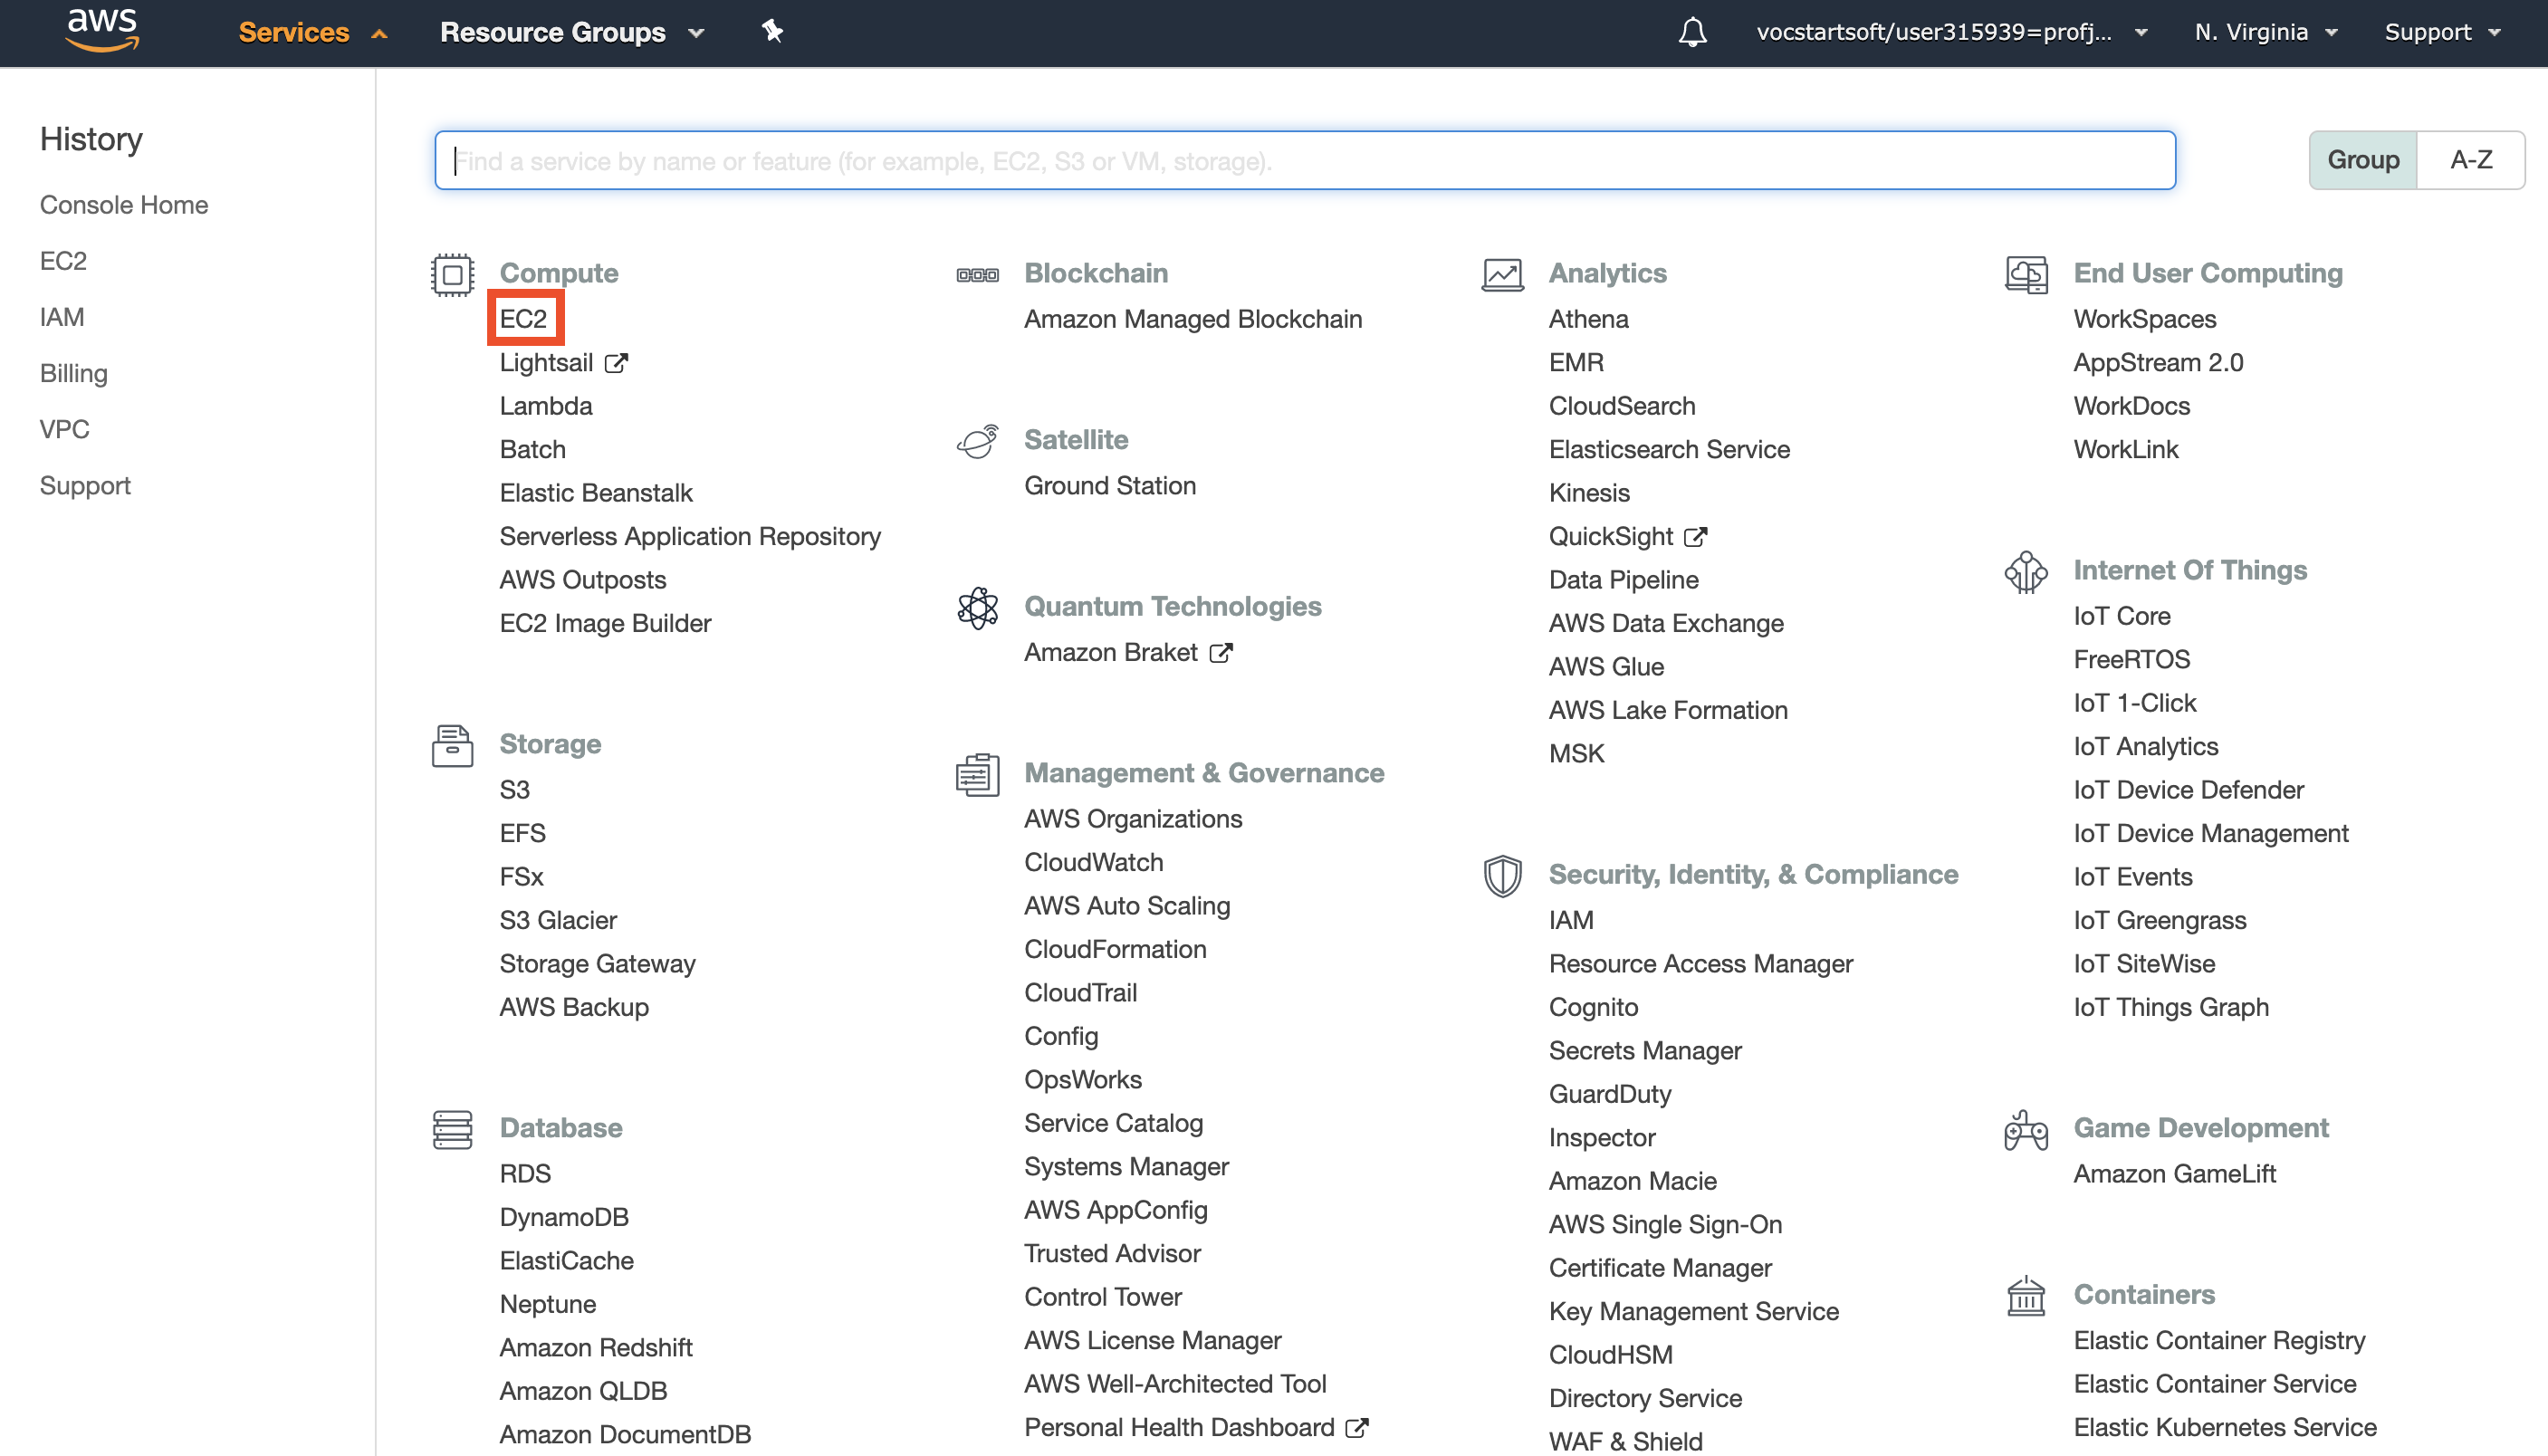 aws
Services
Resource Groups
vocstartsoft/user315939=profj...
N. Virginia
Support
History
Console Home
EC2
IAM
Billing
VPC
Support
Find a service by name or feature (for example, EC2, S3 or VM, storage).
Group
A-Z
Compute
EC2
Lightsail
Lambda
Batch
Elastic Beanstalk
Serverless Application Repository
AWS Outposts
EC2 Image Builder
Storage
S3
EFS
FSx
S3 Glacier
Storage Gateway
AWS Backup
Database
RDS
DynamoDB
ElastiCache
Neptune
Amazon Redshift
Amazon QLDB
Amazon DocumentDB
Blockchain
Amazon Managed Blockchain
Satellite
Ground Station
Quantum Technologies
Amazon Braket
Management & Governance
AWS Organizations
CloudWatch
AWS Auto Scaling
CloudFormation
CloudTrail
Config
OpsWorks
Service Catalog
Systems Manager
AWS AppConfig
Trusted Advisor
Control Tower
AWS License Manager
AWS Well-Architected Tool
Personal Health Dashboard
Analytics
Athena
EMR
CloudSearch
Elasticsearch Service
Kinesis
QuickSight
Data Pipeline
AWS Data Exchange
AWS Glue
AWS Lake Formation
MSK
Security, Identity, & Compliance
IAM
Resource Access Manager
Cognito
Secrets Manager
GuardDuty
Inspector
Amazon Macie
AWS Single Sign-On
Certificate Manager
Key Management Service
CloudHSM
Directory Service
WAF & Shield
End User Computing
WorkSpaces
AppStream 2.0
WorkDocs
WorkLink
Internet Of Things
IoT Core
FreeRTOS
IoT 1-Click
IoT Analytics
IoT Device Defender
IoT Device Management
IoT Events
IoT Greengrass
IoT SiteWise
IoT Things Graph
Game Development
Amazon GameLift
Containers
Elastic Container Registry
Elastic Container Service
Elastic Kubernetes Service